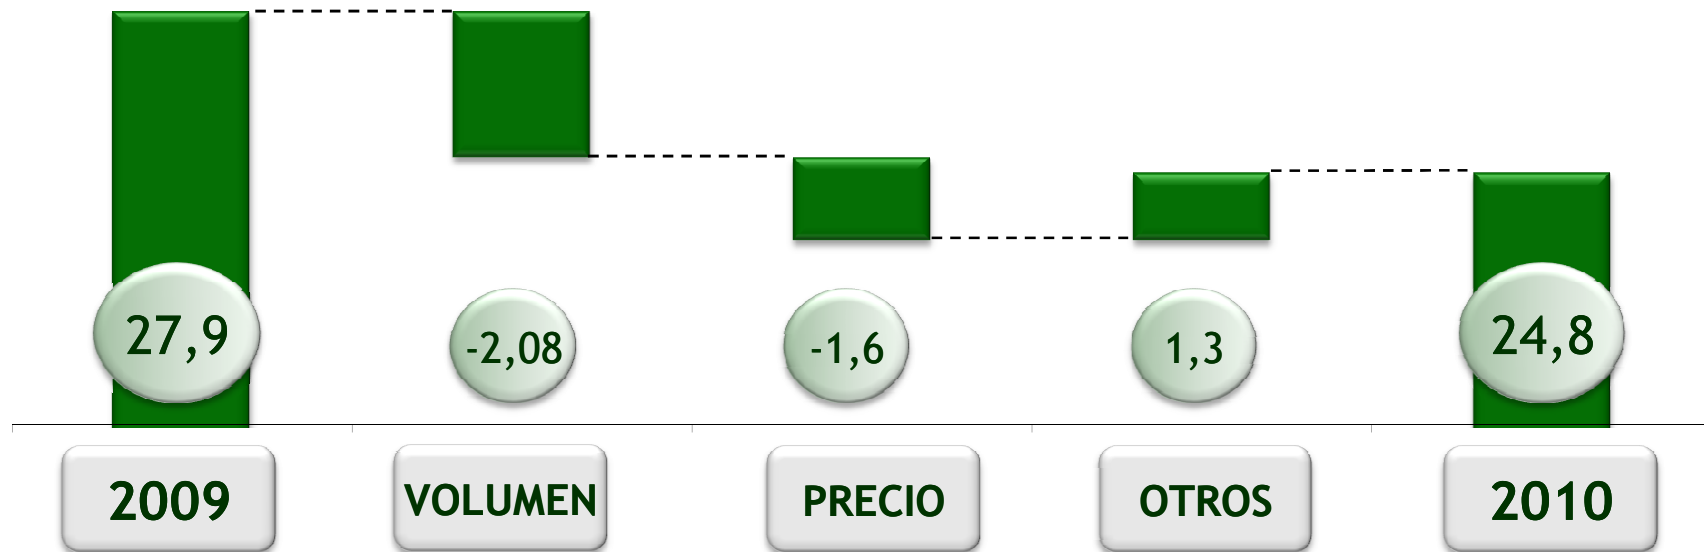 27,9
-2,08
-1,6
1,3
24,8
2009
VOLUMEN
PRECIO
OTROS
2010